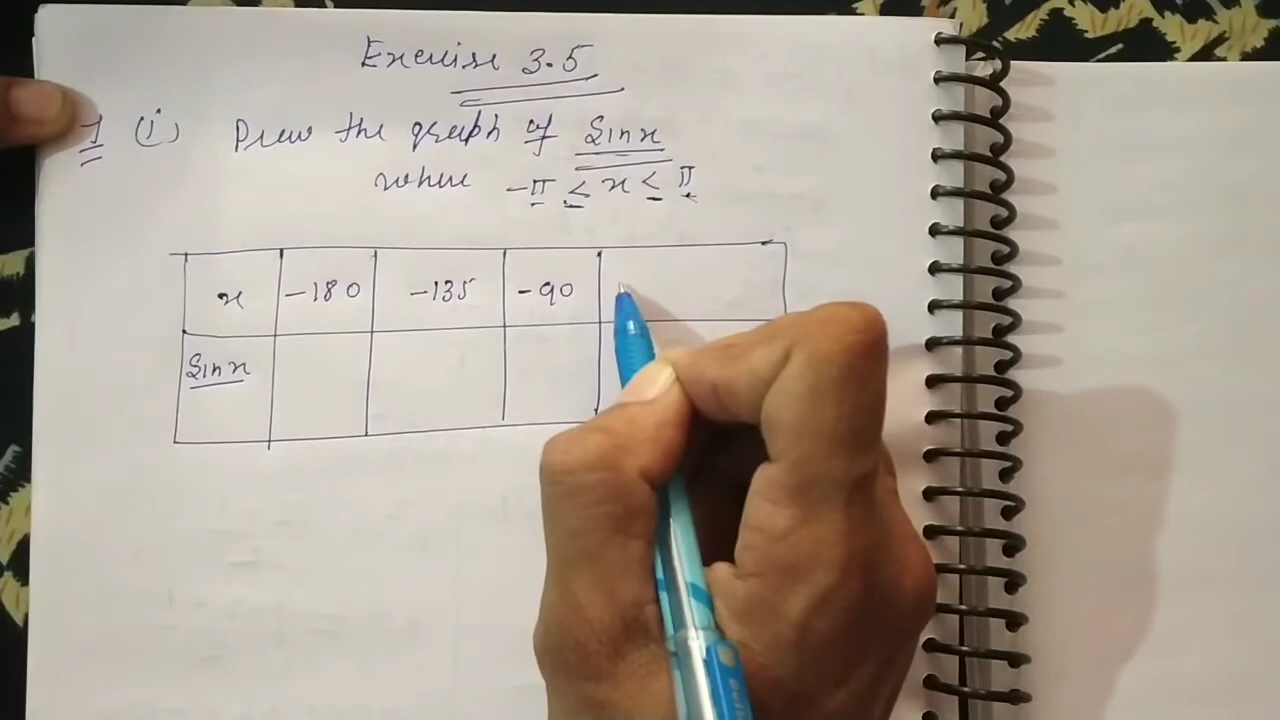 Exercise 3.5
1 (i) Draw the graph of Sinx
where -π ≤ x ≤ π
x -180 -135 -90
Sinx